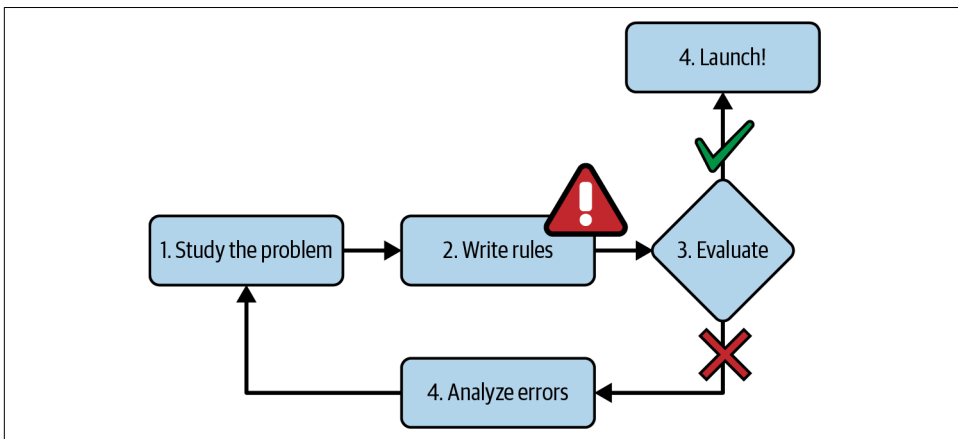 4. Launch!
1. Study the problem
2. Write rules
3. Evaluate
4. Analyze errors